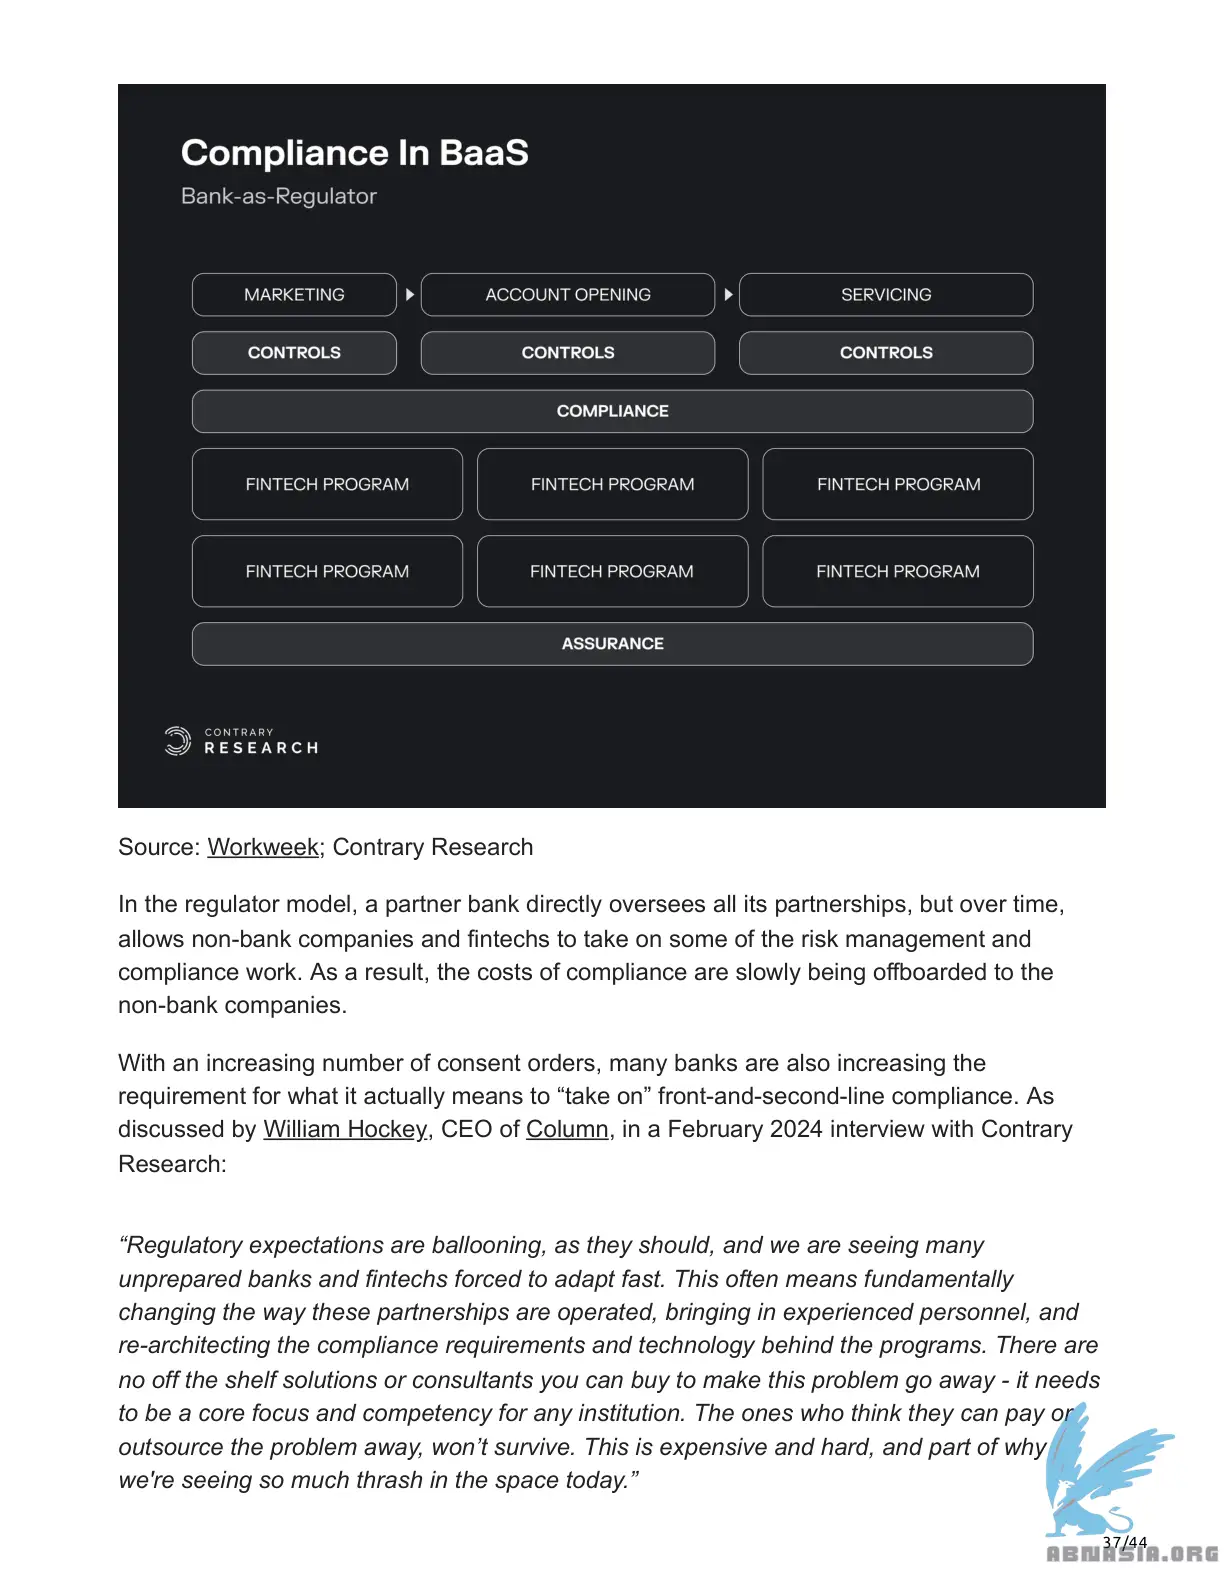 Compliance In BaaS
Bank-as-Regulator
MARKETING
ACCOUNT OPENING
SERVICING
CONTROLS
CONTROLS
CONTROLS
COMPLIANCE
FINTECH PROGRAM
FINTECH PROGRAM
FINTECH PROGRAM
FINTECH PROGRAM
FINTECH PROGRAM
FINTECH PROGRAM
ASSURANCE
CONTRARY
RESEARCH
Source: Workweek; Contrary Research
In the regulator model, a partner bank directly oversees all its partnerships, but over time,
allows non-bank companies and fintechs to take on some of the risk management and
compliance work. As a result, the costs of compliance are slowly being offboarded to the
non-bank companies.
With an increasing number of consent orders, many banks are also increasing the
requirement for what it actually means to “take on” front-and-second-line compliance. As
discussed by William Hockey, CEO of Column, in a February 2024 interview with Contrary
Research:
“Regulatory expectations are ballooning, as they should, and we are seeing many
unprepared banks and fintechs forced to adapt fast. This often means fundamentally
changing the way these partnerships are operated, bringing in experienced personnel, and
re-architecting the compliance requirements and technology behind the programs. There are
no off the shelf solutions or consultants you can buy to make this problem go away - it needs
to be a core focus and competency for any institution. The ones who think they can pay or
outsource the problem away, won’t survive. This is expensive and hard, and part of why
we're seeing so much thrash in the space today.”
37/44
ABNASIA.ORG